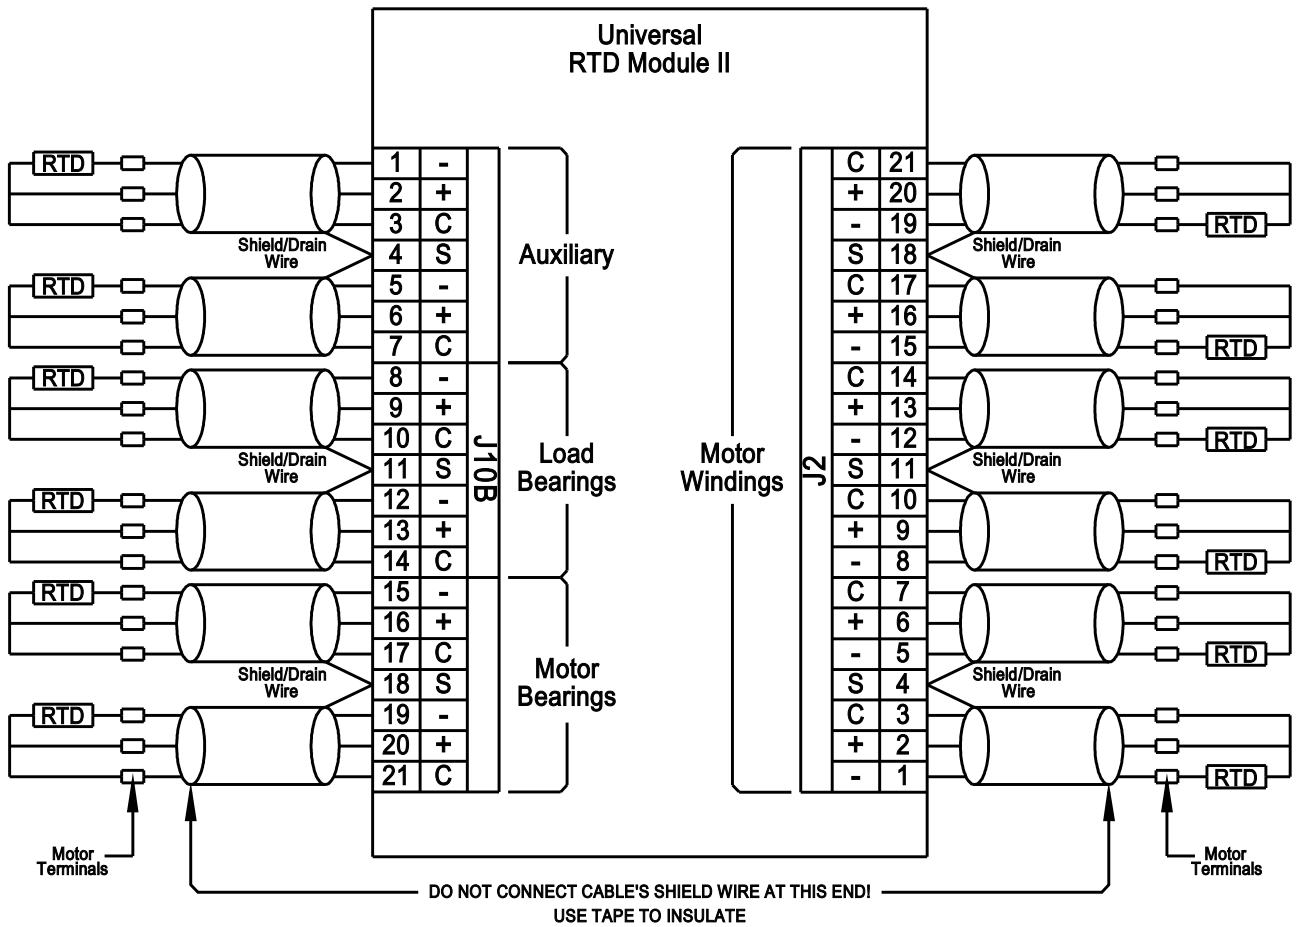 Universal
RTD Module II
RTD 1 - C 21
2 + + 20
3 C - 19 RTD
Shield/Drain
Wire
4 S S 18
Shield/Drain
Wire
Auxiliary
RTD 5 - C 17
6 + + 16
7 C - 15 RTD
RTD 8 - C 14
9 + + 13
10 C - 12 RTD
Shield/Drain
Wire
11 S S 11
Shield/Drain
Wire
J10B
Load
Bearings
Motor
Windings
J2
RTD 12 - C 10
13 + + 9
14 C - 8 RTD
RTD 15 - C 7
16 + + 6
17 C - 5 RTD
Shield/Drain
Wire
18 S S 4
Shield/Drain
Wire
Motor
Bearings
RTD 19 - C 3
20 + + 2
21 C - 1 RTD
Motor
Terminals
Motor
Terminals
DO NOT CONNECT CABLE'S SHIELD WIRE AT THIS END!
USE TAPE TO INSULATE